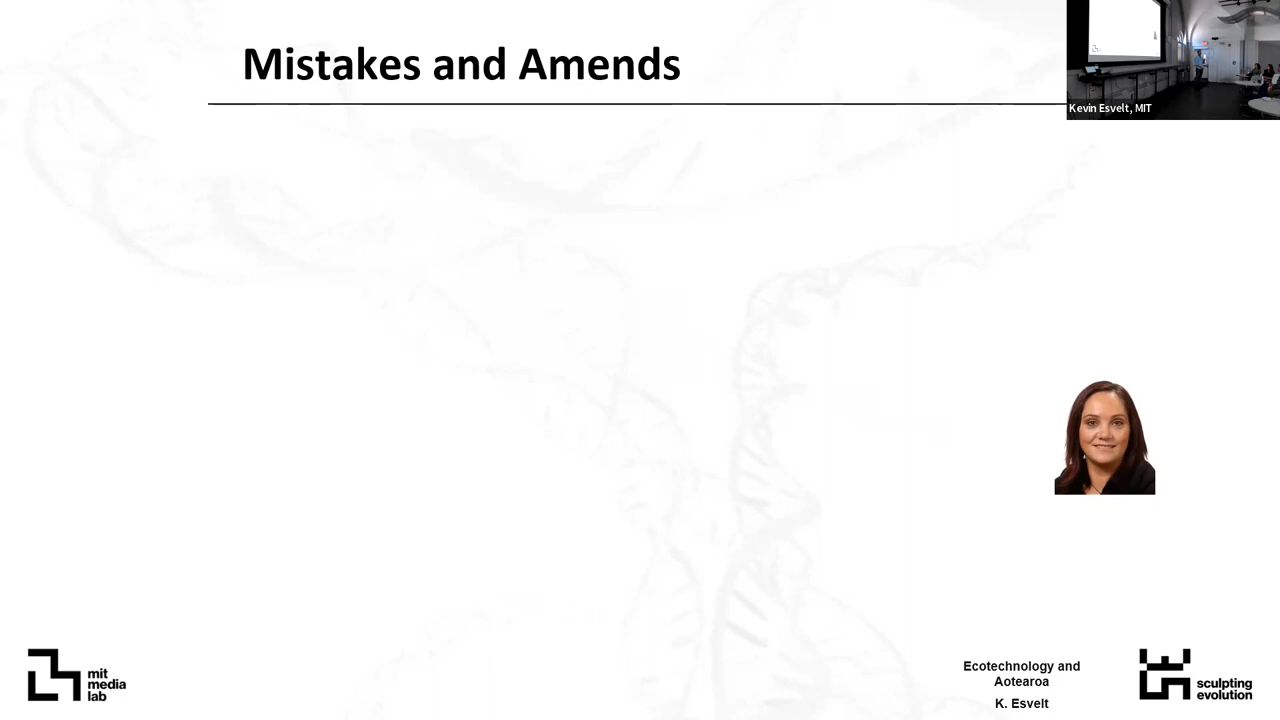 Mistakes and Amends
Kevin Esvelt, MIT
mit
media
lab
Ecotechnology and
Aotearoa
K. Esvelt
sculpting
evolution